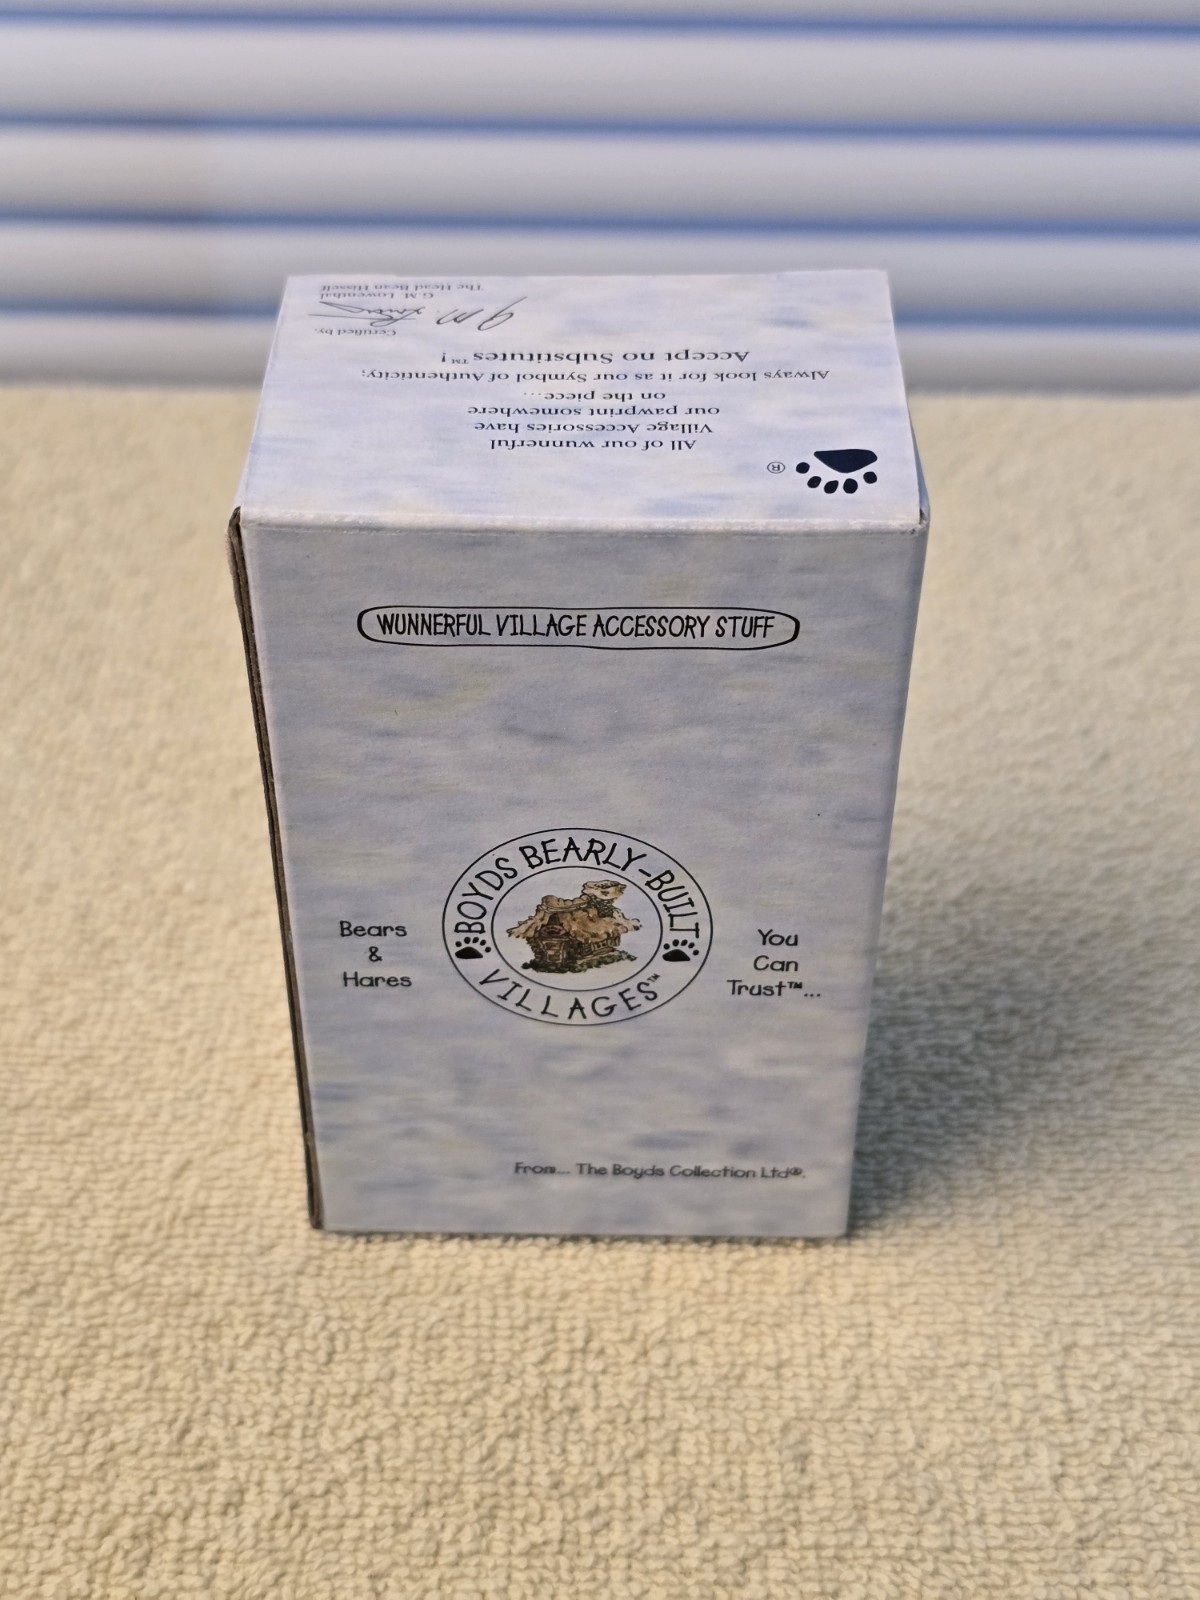 All of our wunnerful
Village Accessories have
our pawprint somewhere
on the piece....
Always look for it as our Symbol of Authenticity;
Accept no Substitutes™!
Certified by,
G.M. Lowenthal
G.M. Lowenthal
The Head Bean Hisself
®
WUNNERFUL VILLAGE ACCESSORY STUFF
BOYDS BEARLY-BUILT
VILLAGES™
Bears
&
Hares
You
Can
Trust™...
From... The Boyds Collection Ltd®.